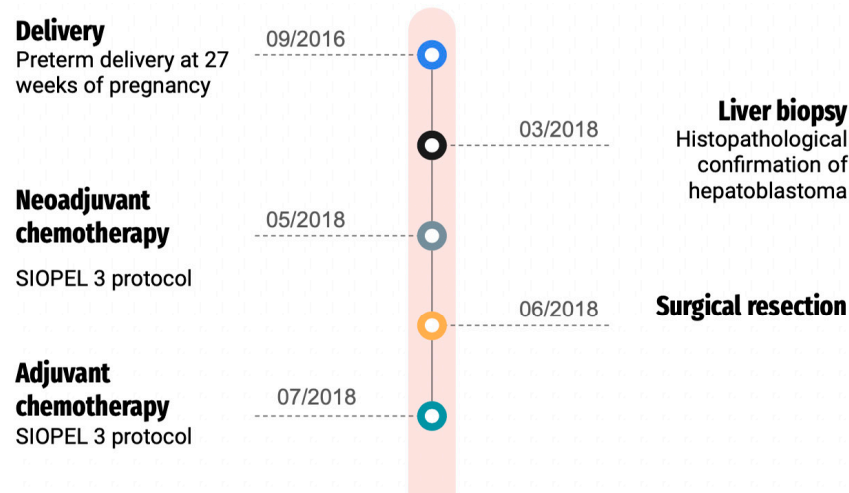 Delivery
Preterm delivery at 27
weeks of pregnancy
09/2016
03/2018
Liver biopsy
Histopathological
confirmation of
hepatoblastoma
Neoadjuvant
chemotherapy
SIOPEL 3 protocol
05/2018
06/2018
Surgical resection
Adjuvant
chemotherapy
SIOPEL 3 protocol
07/2018